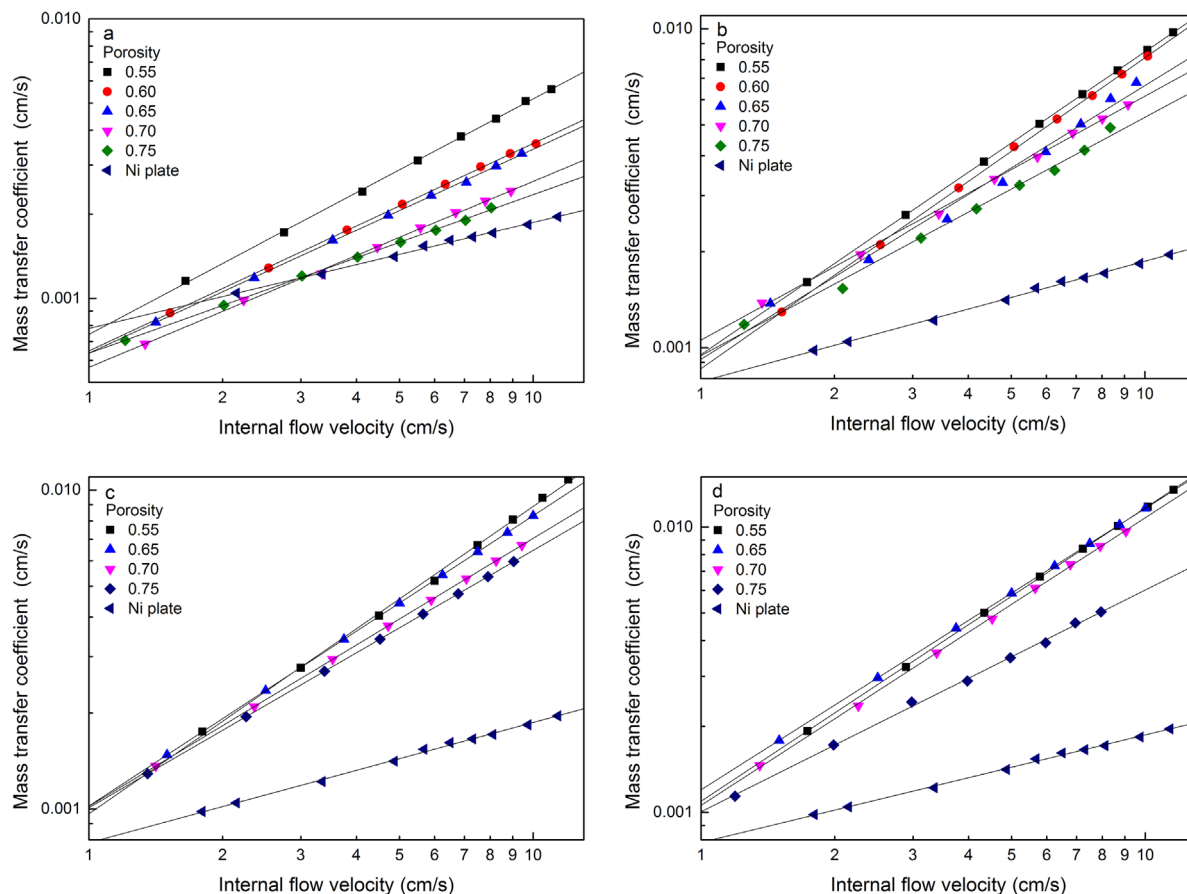 a
Porosity
0.55
0.60
0.65
0.70
0.75
Ni plate
0.010
0.001
Mass transfer coefficient (cm/s)
1 2 3 4 5 6 7 8 9 10
Internal flow velocity (cm/s)
b
Porosity
0.55
0.60
0.65
0.70
0.75
Ni plate
0.010
0.001
Mass transfer coefficient (cm/s)
1 2 3 4 5 6 7 8 9 10
Internal flow velocity (cm/s)
c
Porosity
0.55
0.65
0.70
0.75
Ni plate
0.010
0.001
Mass transfer coefficient (cm/s)
1 2 3 4 5 6 7 8 9 10
Internal flow velocity (cm/s)
d
Porosity
0.55
0.65
0.70
0.75
Ni plate
0.010
0.001
Mass transfer coefficient (cm/s)
1 2 3 4 5 6 7 8 9 10
Internal flow velocity (cm/s)